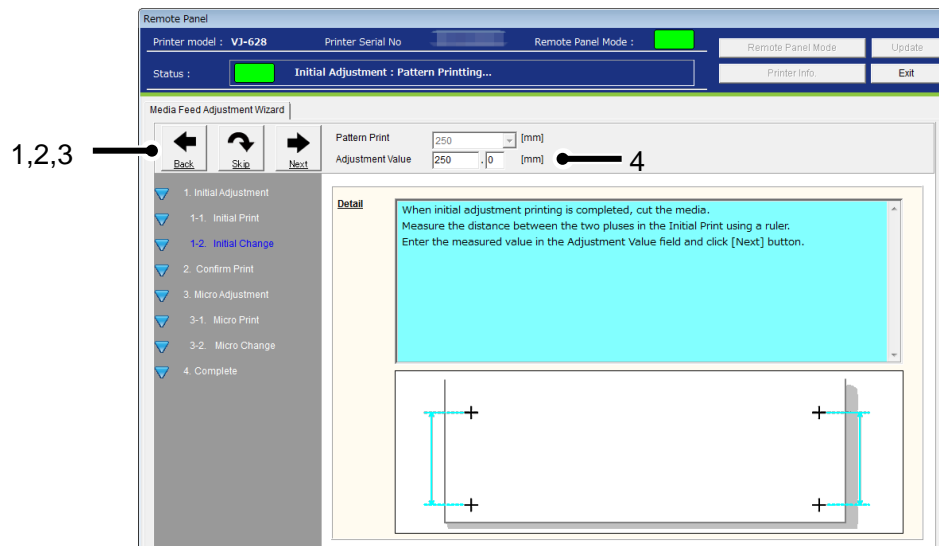 Remote Panel
Printer model : VJ-628 Printer Serial No Remote Panel Mode : Remote Panel Mode Update
Status : Initial Adjustment : Pattern Printting... Printer Info. Exit
Media Feed Adjustment Wizard
Back Skip Next
Pattern Print 250 [mm]
Adjustment Value 250 . 0 [mm]
1,2,3
4
1. Initial Adjustment
1-1. Initial Print
1-2. Initial Change
2. Confirm Print
3. Micro Adjustment
3-1. Micro Print
3-2. Micro Change
4. Complete
Detail
When initial adjustment printing is completed, cut the media.
Measure the distance between the two pluses in the Initial Print using a ruler.
Enter the measured value in the Adjustment Value field and click [Next] button.